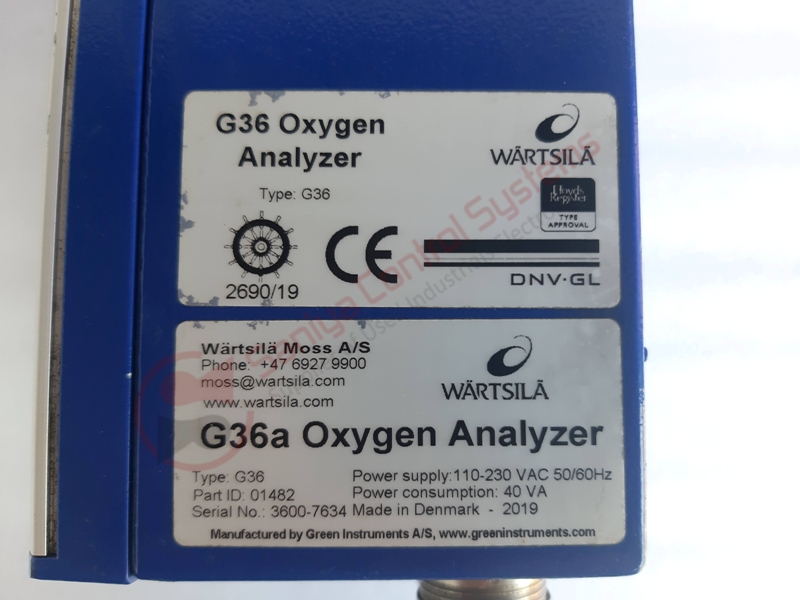 G36 Oxygen
Analyzer
Type: G36
WÄRTSILÄ
Lloyd's
Register
TYPE
APPROVAL
2690/19
CE
DNV·GL
Wärtsilä Moss A/S
Phone: +47 6927 9900
moss@wartsila.com
www.wartsila.com
WÄRTSILÄ
G36a Oxygen Analyzer
Type: G36
Power supply:110-230 VAC 50/60Hz
Part ID: 01482
Power consumption: 40 VA
Serial No.: 3600-7634
Made in Denmark - 2019
Manufactured by Green Instruments A/S, www.greeninstruments.com
Saniya Control Systems